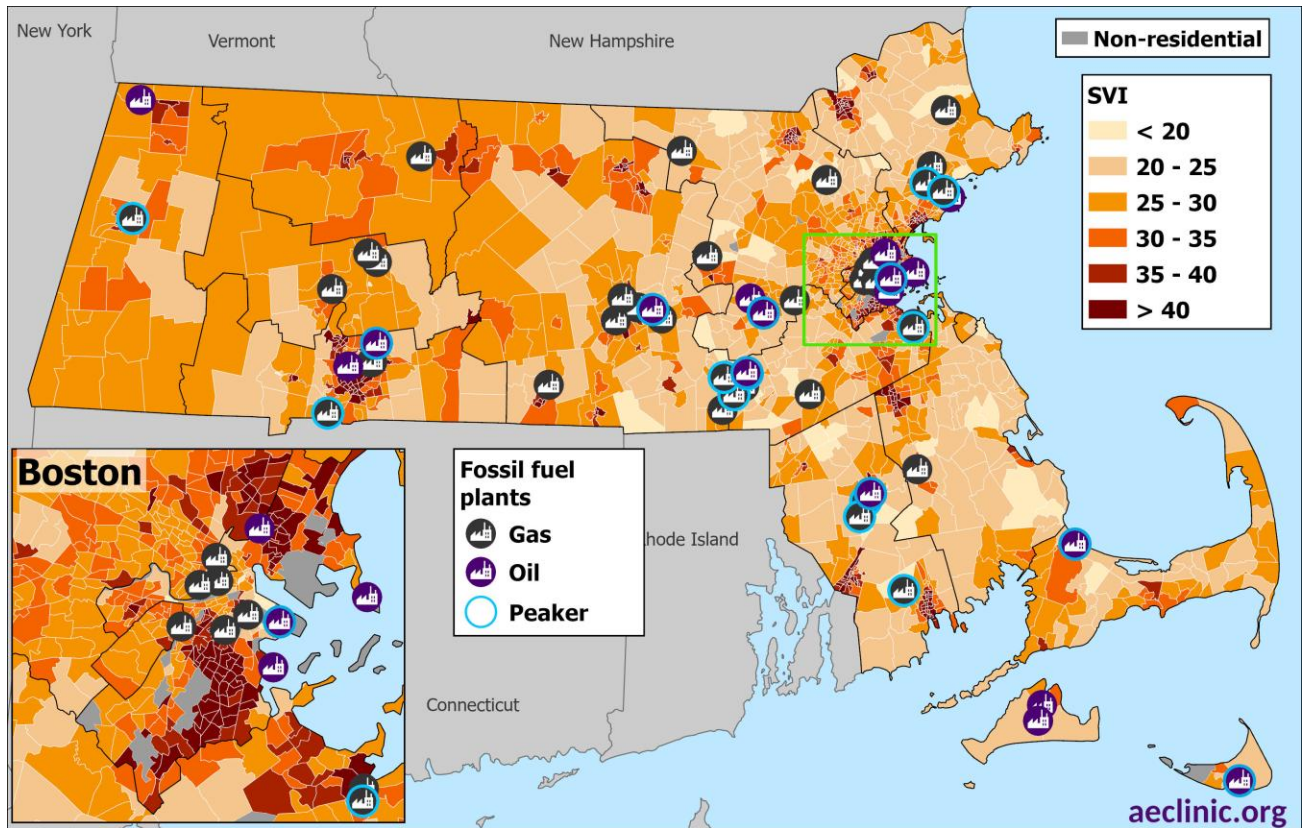 New York
Vermont
New Hampshire
Non-residential
SVI
< 20
20 - 25
25 - 30
30 - 35
35 - 40
> 40
Boston
Fossil fuel
plants
Gas
Oil
Peaker
hode Island
Connecticut
aeclinic.org